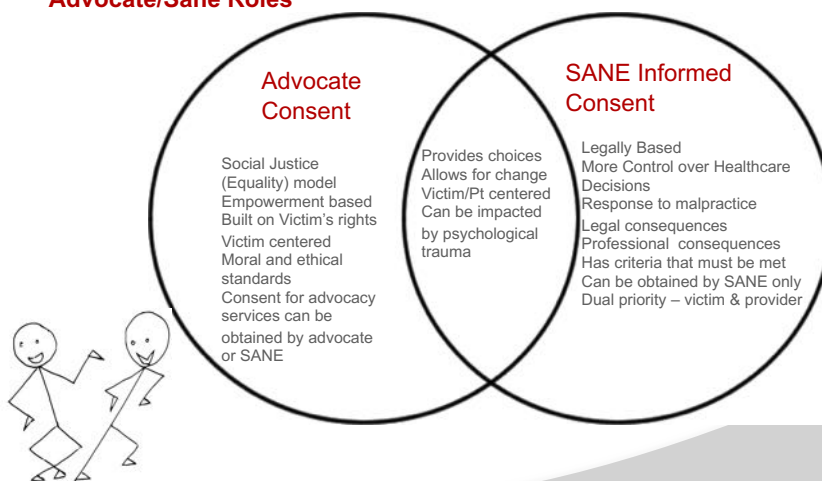 Advocate/Sane Roles
Advocate
Consent
Social Justice
(Equality) model
Empowerment based
Built on Victim's rights
Victim centered
Moral and ethical
standards
Consent for advocacy
services can be
obtained by advocate
or SANE
Provides choices
Allows for change
Victim/Pt centered
Can be impacted
by psychological
trauma
SANE Informed
Consent
Legally Based
More Control over Healthcare
Decisions
Response to malpractice
Legal consequences
Professional consequences
Has criteria that must be met
Can be obtained by SANE only
Dual priority – victim & provider